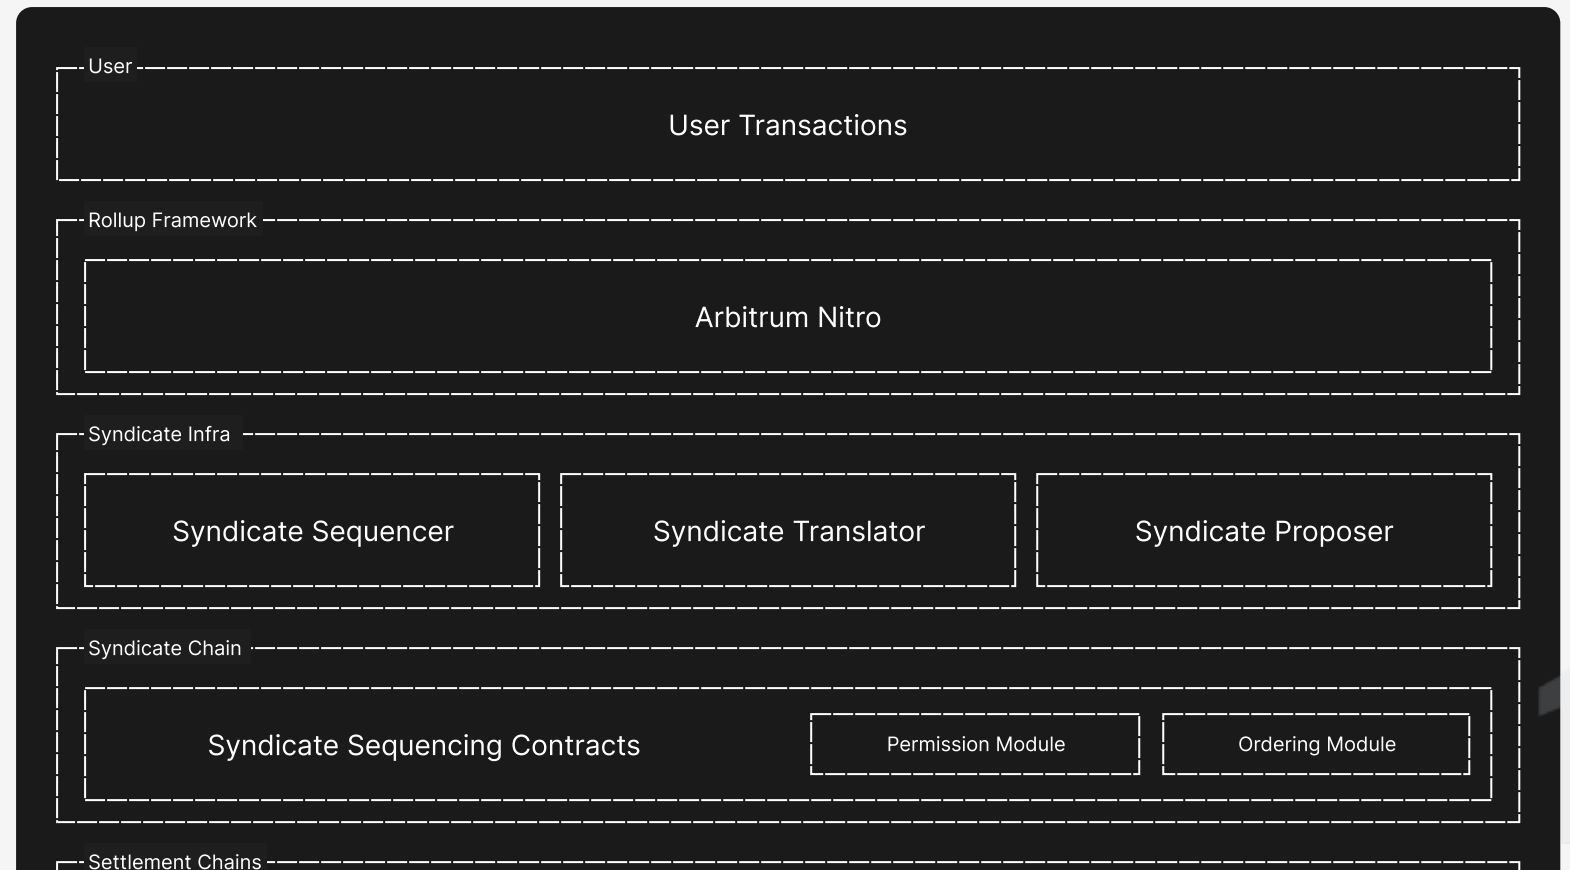 User
User Transactions
Rollup Framework
Arbitrum Nitro
Syndicate Infra
Syndicate Sequencer
Syndicate Translator
Syndicate Proposer
Syndicate Chain
Syndicate Sequencing Contracts
Permission Module
Ordering Module
Settlement Chains